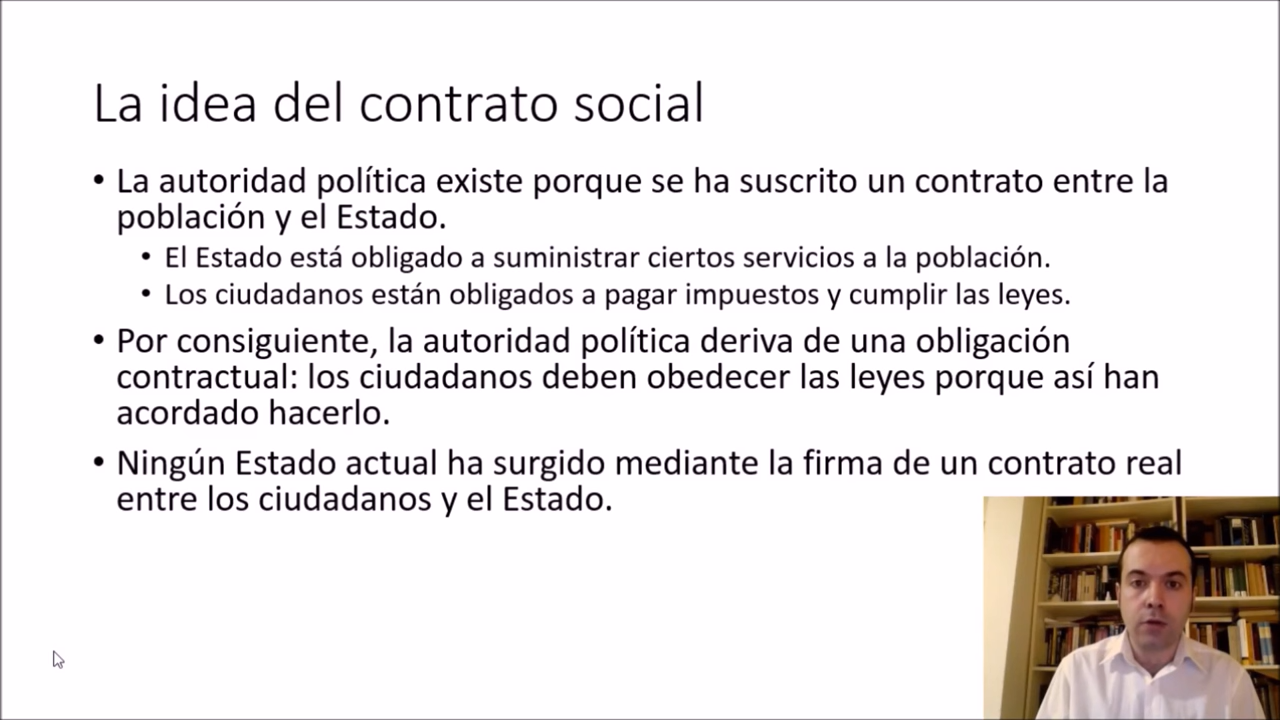 La idea del contrato social
• La autoridad política existe porque se ha suscrito un contrato entre la
población y el Estado.
• El Estado está obligado a suministrar ciertos servicios a la población.
• Los ciudadanos están obligados a pagar impuestos y cumplir las leyes.
• Por consiguiente, la autoridad política deriva de una obligación
contractual: los ciudadanos deben obedecer las leyes porque así han
acordado hacerlo.
• Ningún Estado actual ha surgido mediante la firma de un contrato real
entre los ciudadanos y el Estado.